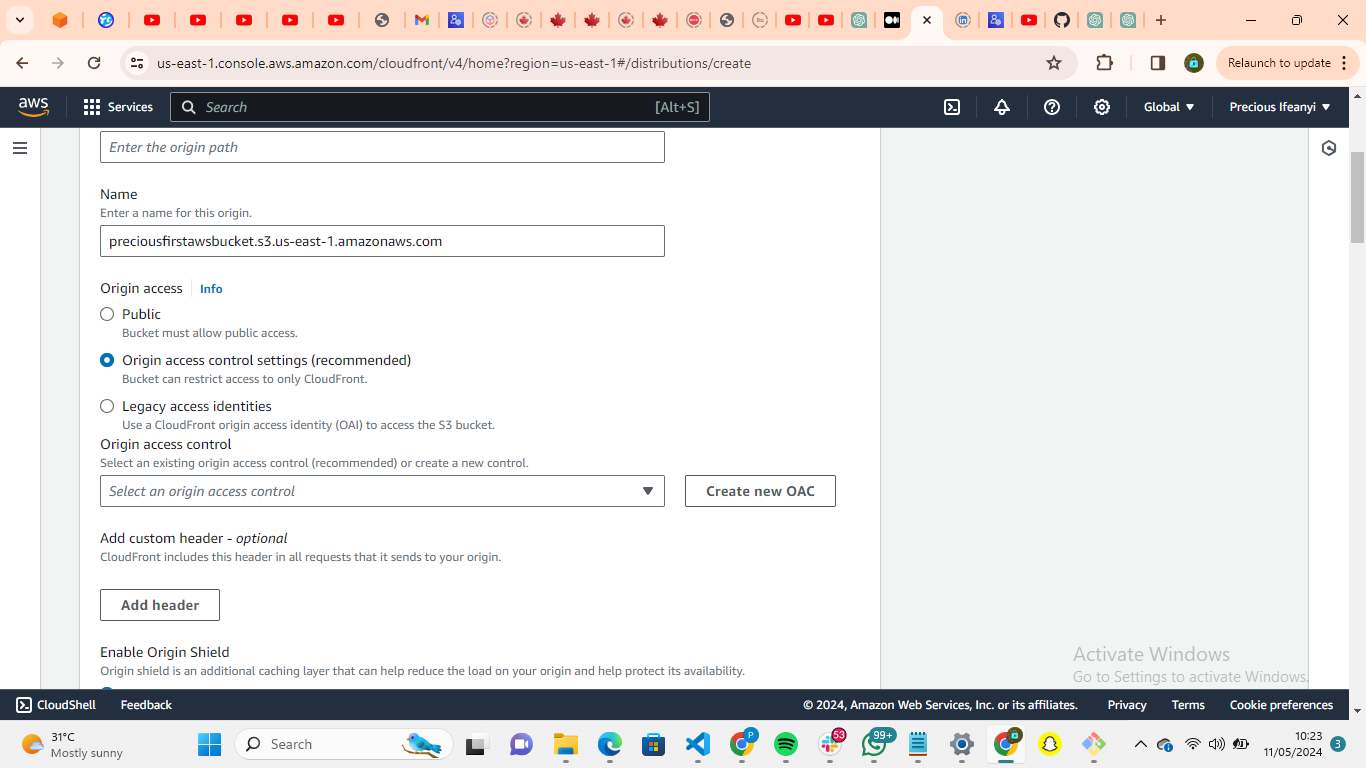 us-east-1.console.aws.amazon.com/cloudfront/v4/home?region=us-east-1#/distributions/create
Relaunch to update
aws
Services
Search
[Alt+S]
Global
Precious Ifeanyi
Enter the origin path
Name
Enter a name for this origin.
preciousfirstawsbucket.s3.us-east-1.amazonaws.com
Origin access
Info
Public
Bucket must allow public access.
Origin access control settings (recommended)
Bucket can restrict access to only CloudFront.
Legacy access identities
Use a CloudFront origin access identity (OAI) to access the S3 bucket.
Origin access control
Select an existing origin access control (recommended) or create a new control.
Select an origin access control
Create new OAC
Add custom header - optional
CloudFront includes this header in all requests that it sends to your origin.
Add header
Enable Origin Shield
Origin shield is an additional caching layer that can help reduce the load on your origin and help protect its availability.
Activate Windows
Go to Settings to activate Windows.
CloudShell
Feedback
© 2024, Amazon Web Services, Inc. or its affiliates.
Privacy
Terms
Cookie preferences
31°C
Mostly sunny
Search
P
53
99+
10:23
11/05/2024
3